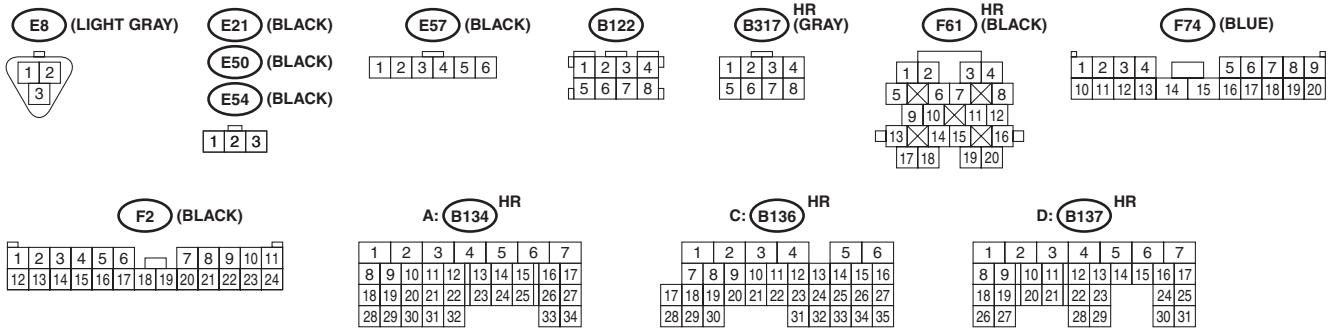 E8 (LIGHT GRAY)
1 2
3
E21 (BLACK)
E50 (BLACK)
E54 (BLACK)
1 2 3
E57 (BLACK)
1 2 3 4 5 6
B122
1 2 3 4
5 6 7 8
B317 HR (GRAY)
1 2 3 4
5 6 7 8
F61 HR (BLACK)
1 2 3 4
5 6 7 8
9 10 11 12
13 14 15 16
17 18 19 20
F74 (BLUE)
1 2 3 4 5 6 7 8 9
10 11 12 13 14 15 16 17 18 19 20
F2 (BLACK)
1 2 3 4 5 6 7 8 9 10 11
12 13 14 15 16 17 18 19 20 21 22 23 24
A: B134 HR
1 2 3 4 5 6 7
8 9 10 11 12 13 14 15 16 17
18 19 20 21 22 23 24 25 26 27
28 29 30 31 32 33 34
C: B136 HR
1 2 3 4 5 6
7 8 9 10 11 12 13 14 15 16
17 18 19 20 21 22 23 24 25 26 27
28 29 30 31 32 33 34 35
D: B137 HR
1 2 3 4 5 6 7
8 9 10 11 12 13 14 15 16 17
18 19 20 21 22 23 24 25
26 27 28 29 30 31